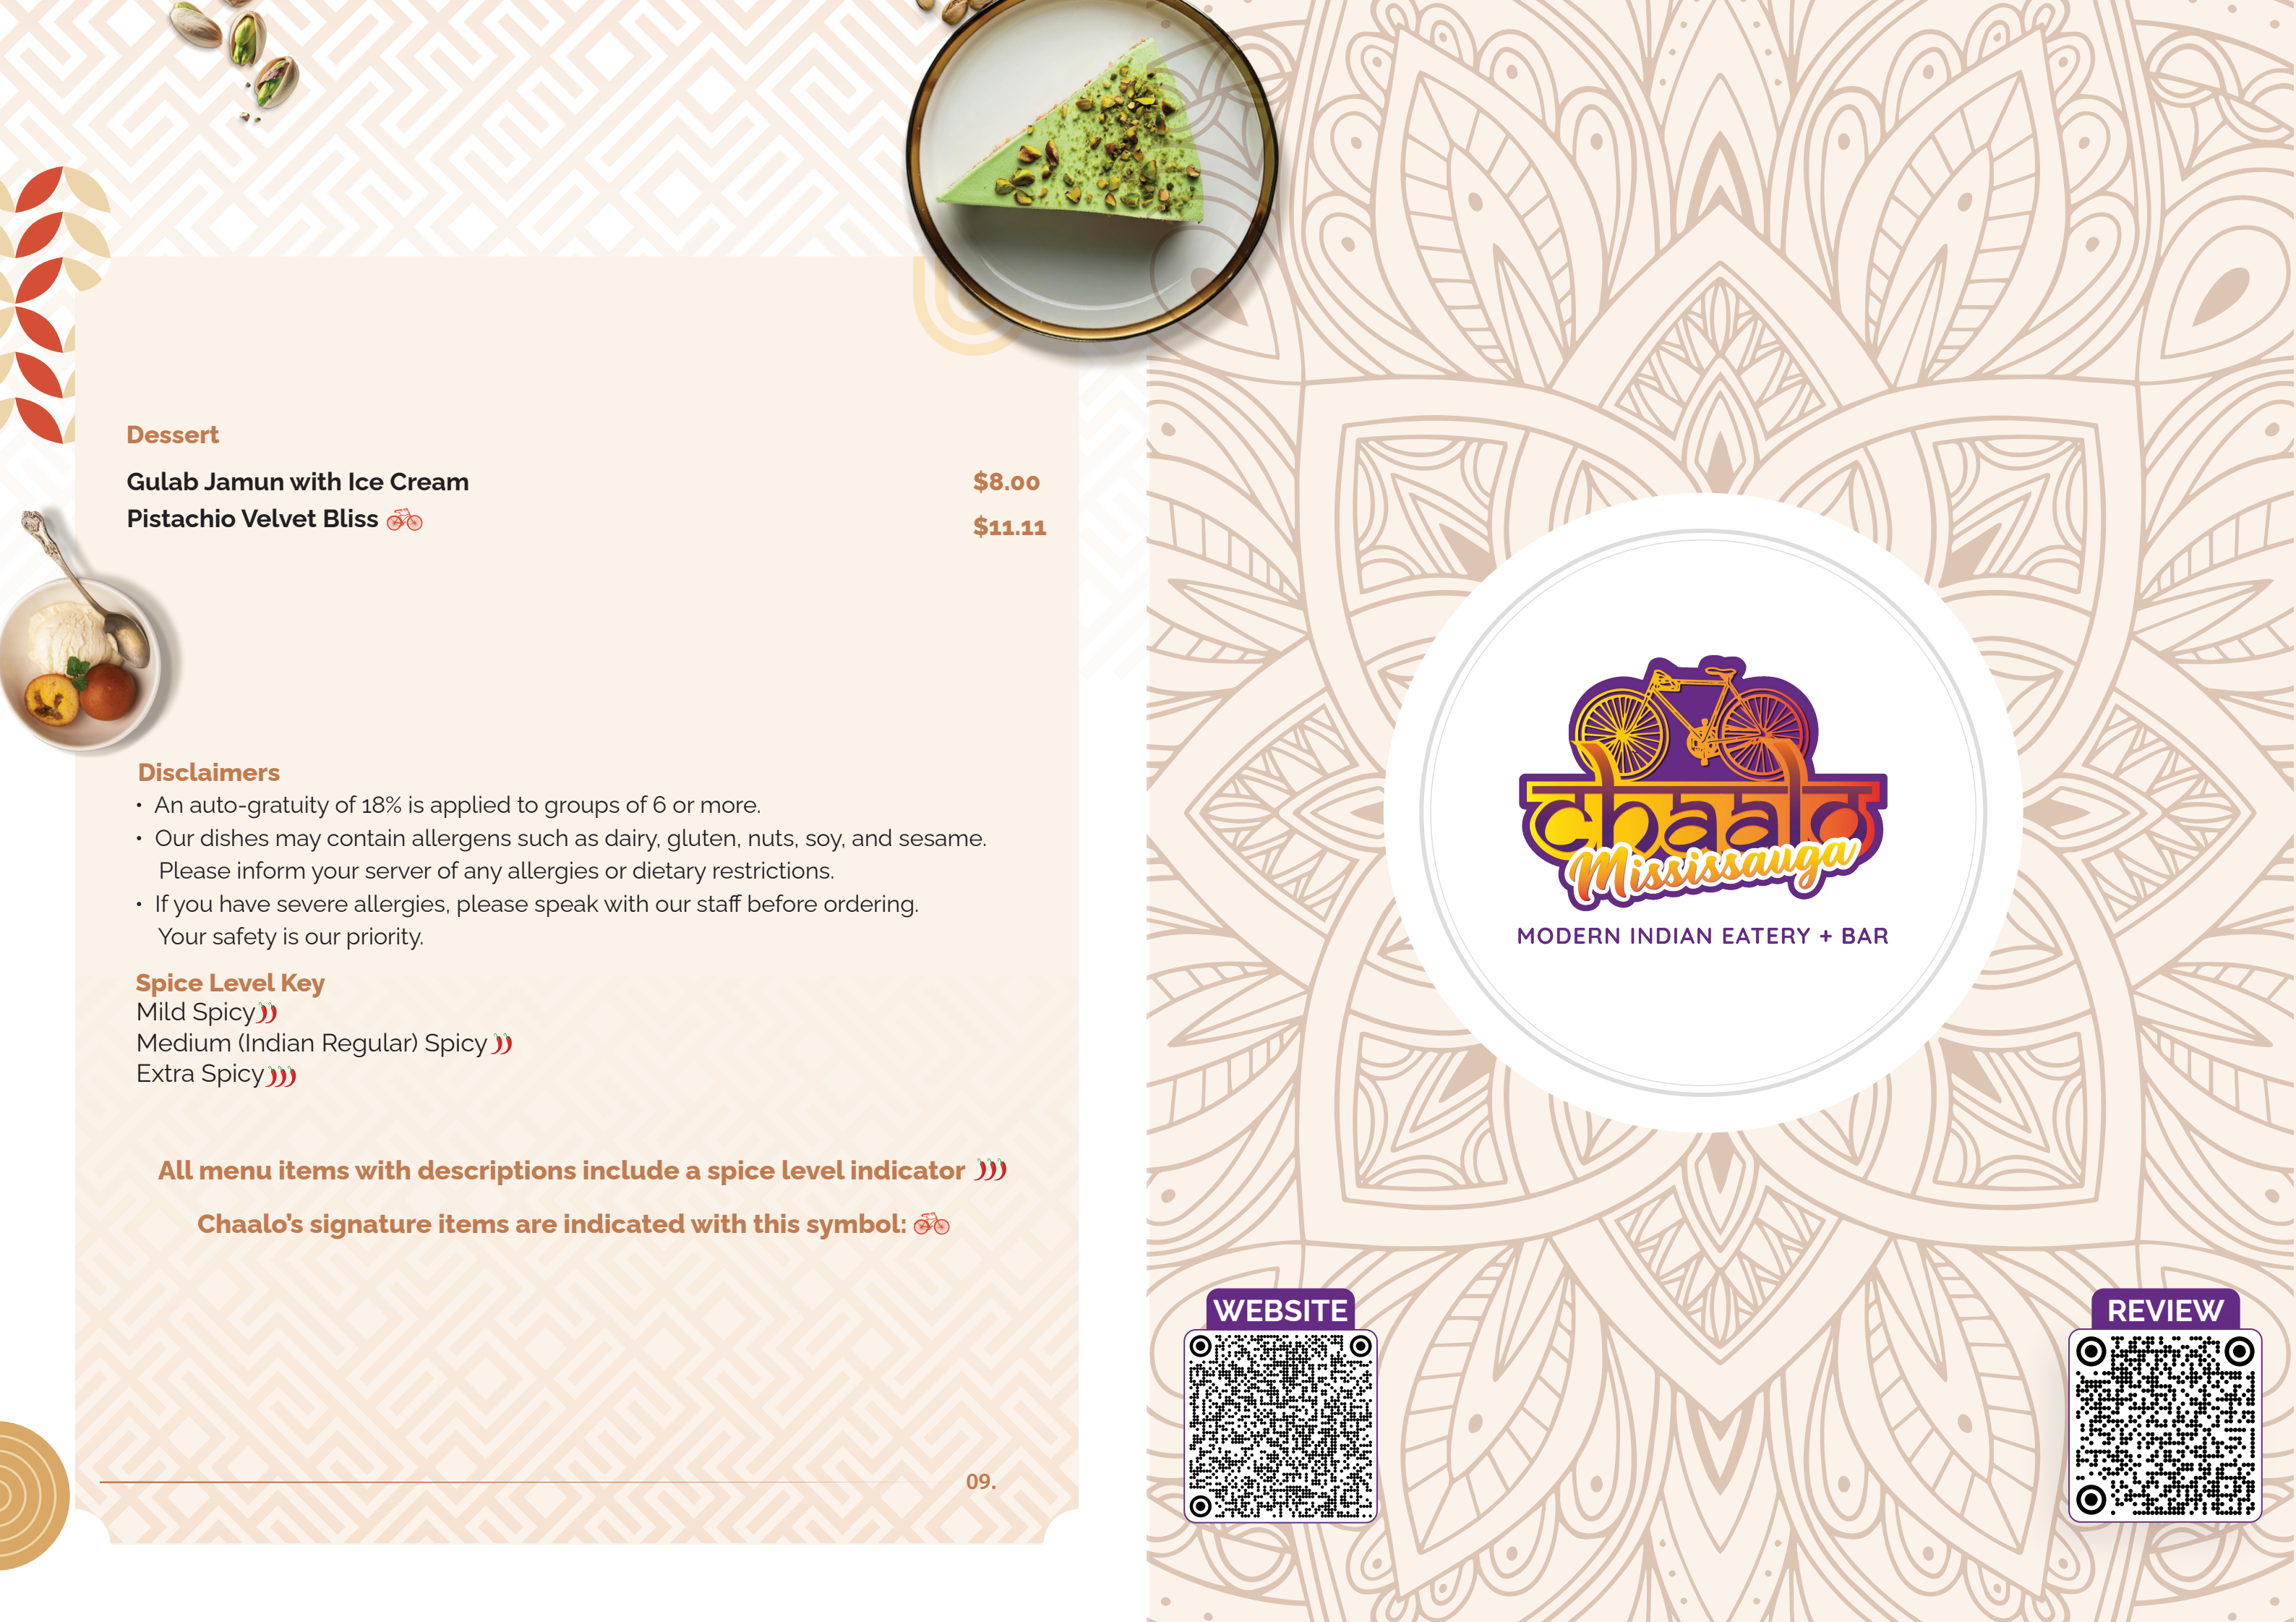 Dessert
Gulab Jamun with Ice Cream $8.00
Pistachio Velvet Bliss $11.11
Disclaimers
• An auto-gratuity of 18% is applied to groups of 6 or more.
• Our dishes may contain allergens such as dairy, gluten, nuts, soy, and sesame.
Please inform your server of any allergies or dietary restrictions.
• If you have severe allergies, please speak with our staff before ordering.
Your safety is our priority.
Spice Level Key
Mild Spicy
Medium (Indian Regular) Spicy
Extra Spicy
All menu items with descriptions include a spice level indicator
Chaalo’s signature items are indicated with this symbol:
09.
chaalo
Mississauga
MODERN INDIAN EATERY + BAR
WEBSITE
REVIEW